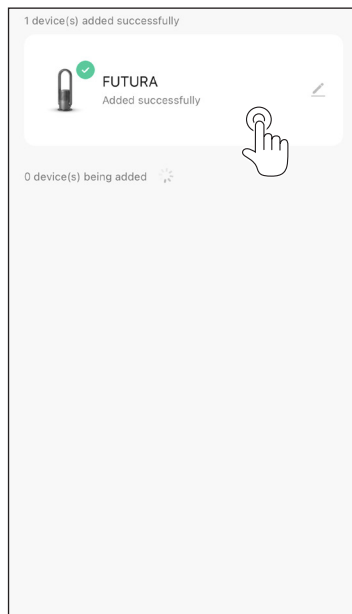 1 device(s) added successfully
FUTURA
Added successfully
0 device(s) being added